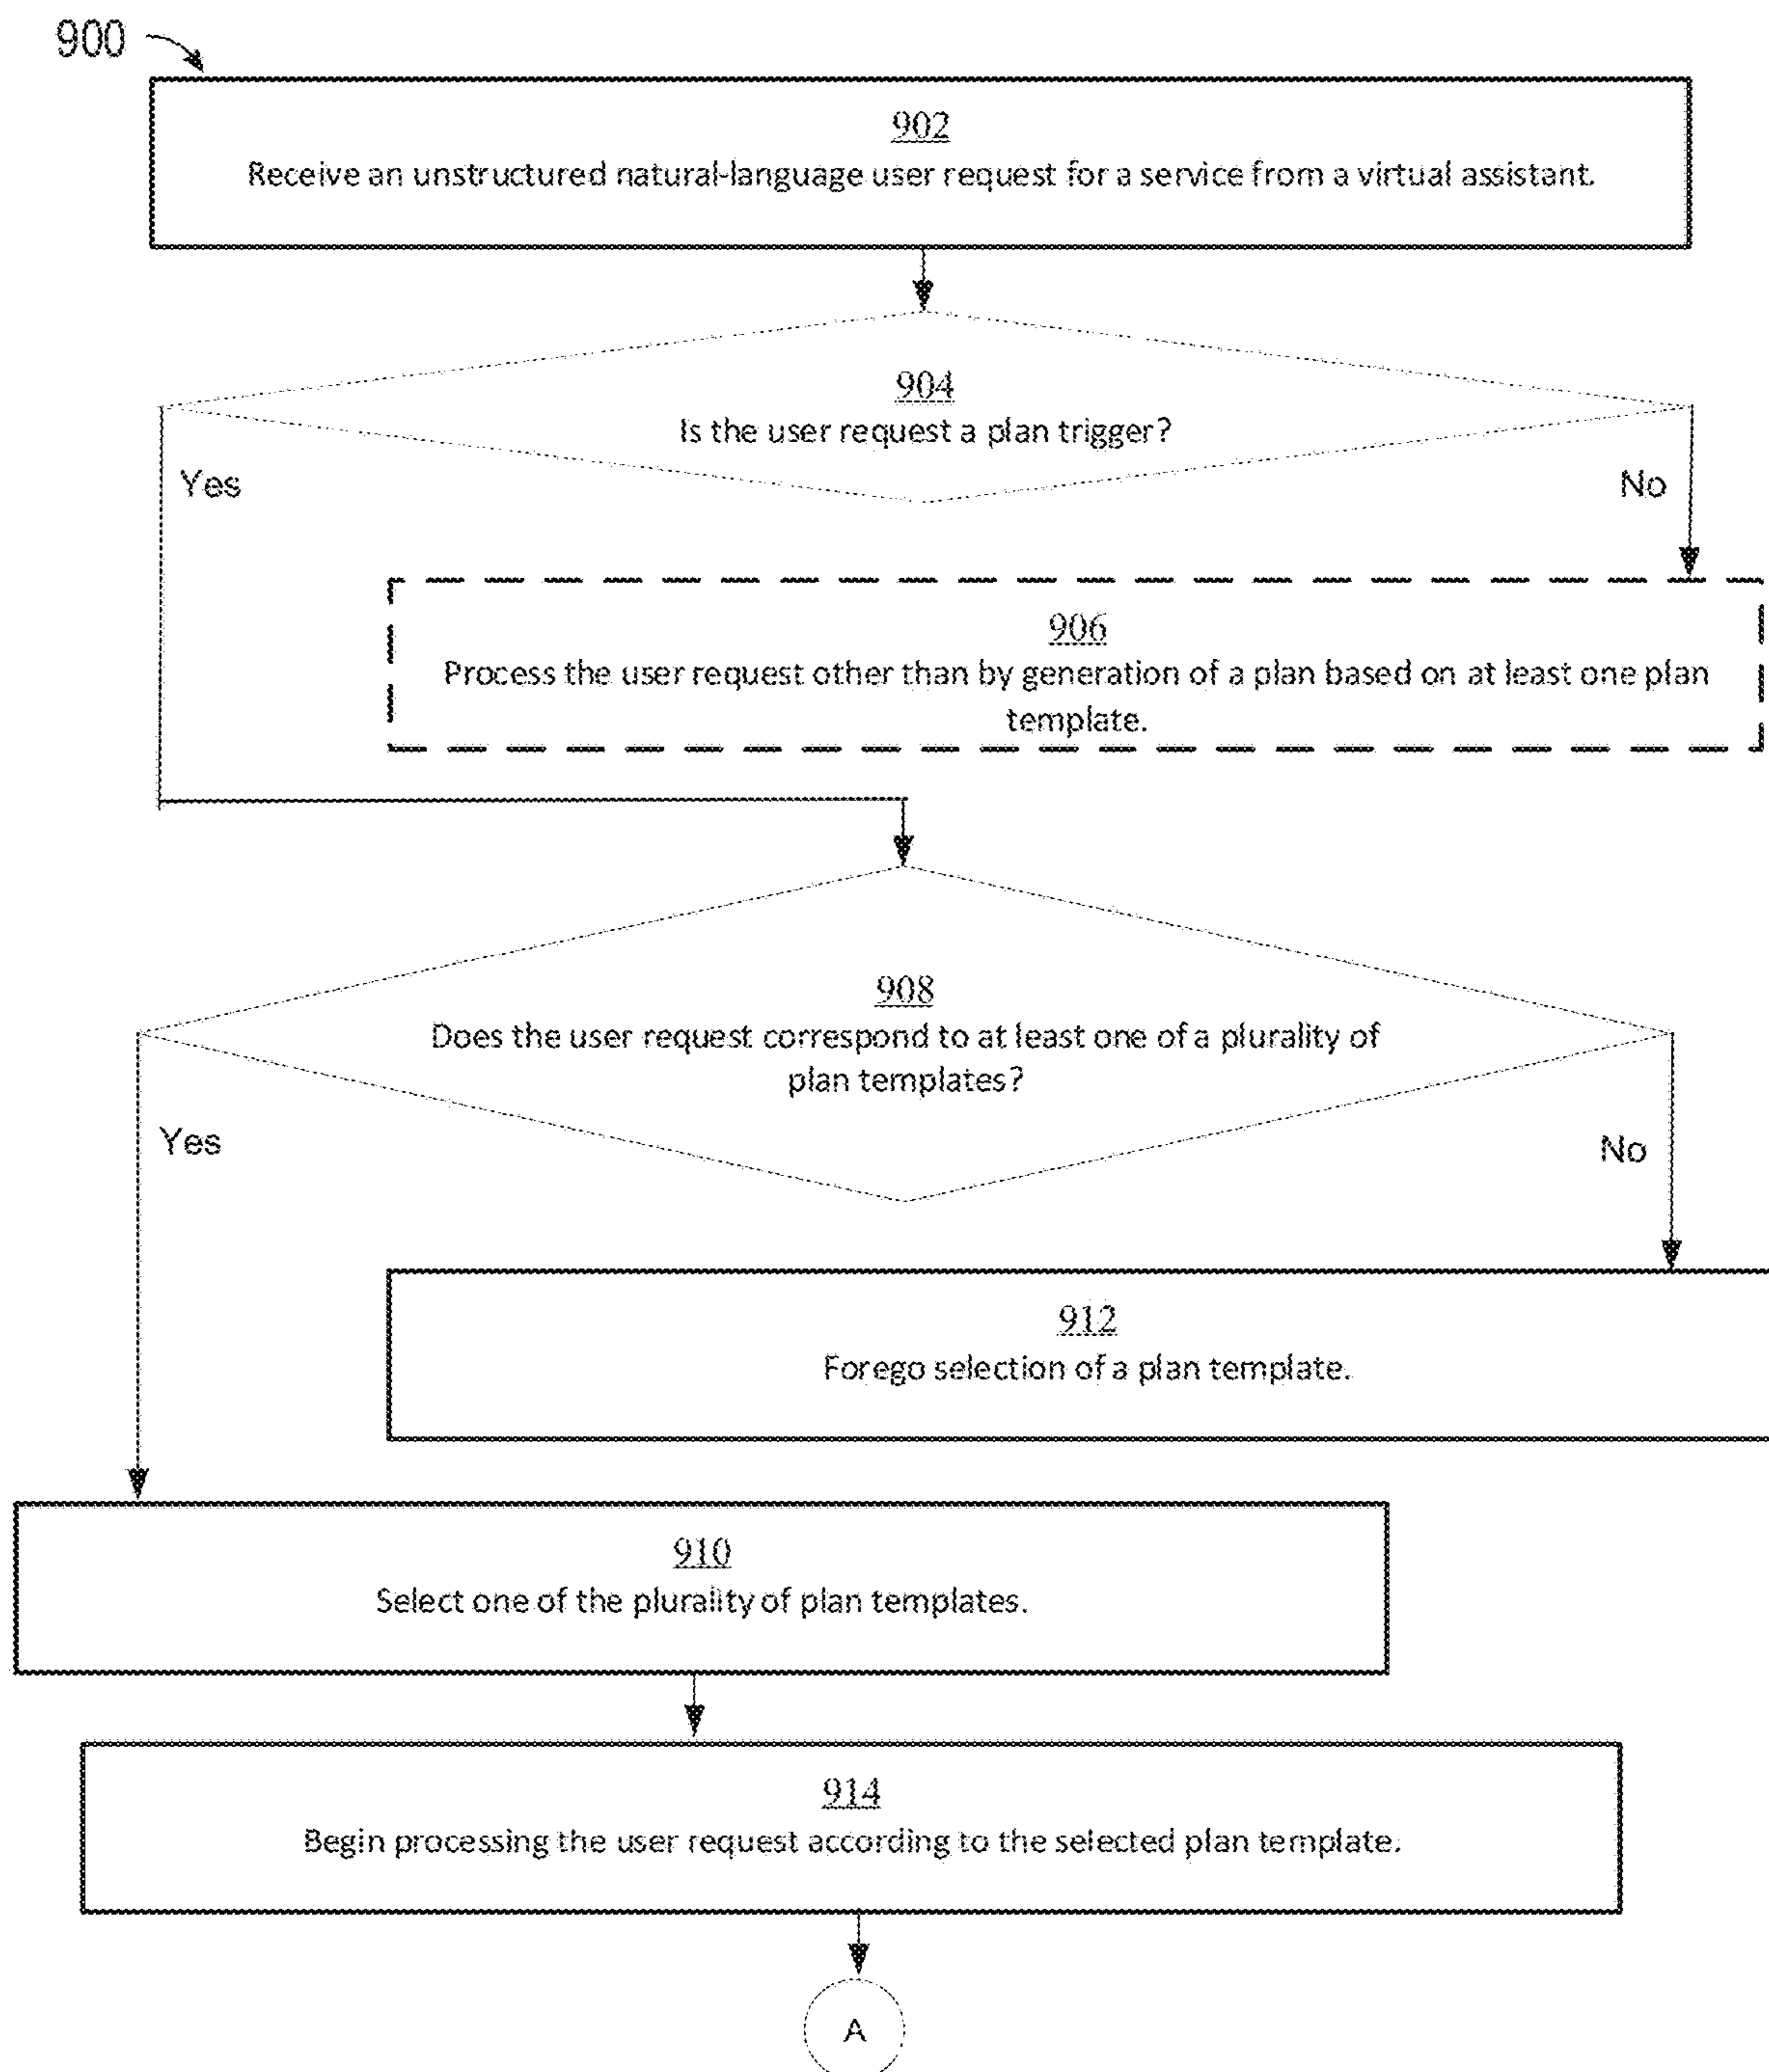 900
902
Receive an unstructured natural-language user request for a service from a virtual assistant.
904
Is the user request a plan trigger?
Yes
No
906
Process the user request other than by generation of a plan based on at least one plan
template.
908
Does the user request correspond to at least one of a plurality of
plan templates?
Yes
No
912
Forego selection of a plan template.
910
Select one of the plurality of plan templates.
914
Begin processing the user request according to the selected plan template.
A